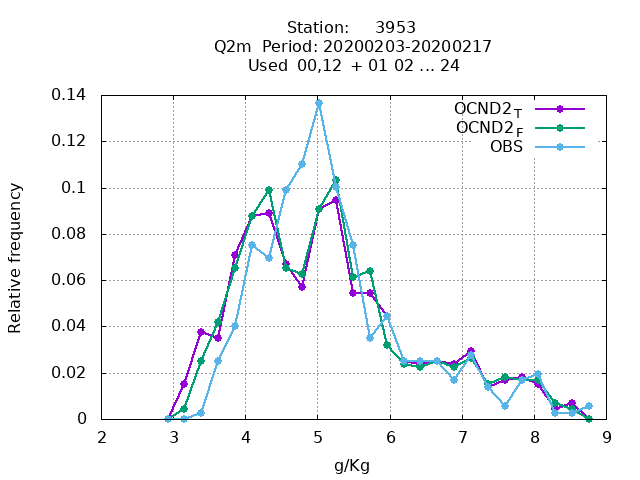 Station: 3953
Q2m Period: 20200203-20200217
Used 00,12 + 01 02 ... 24
OCND2T
OCND2F
OBS
Relative frequency
0.14
0.12
0.1
0.08
0.06
0.04
0.02
0
2 3 4 5 6 7 8 9
g/Kg